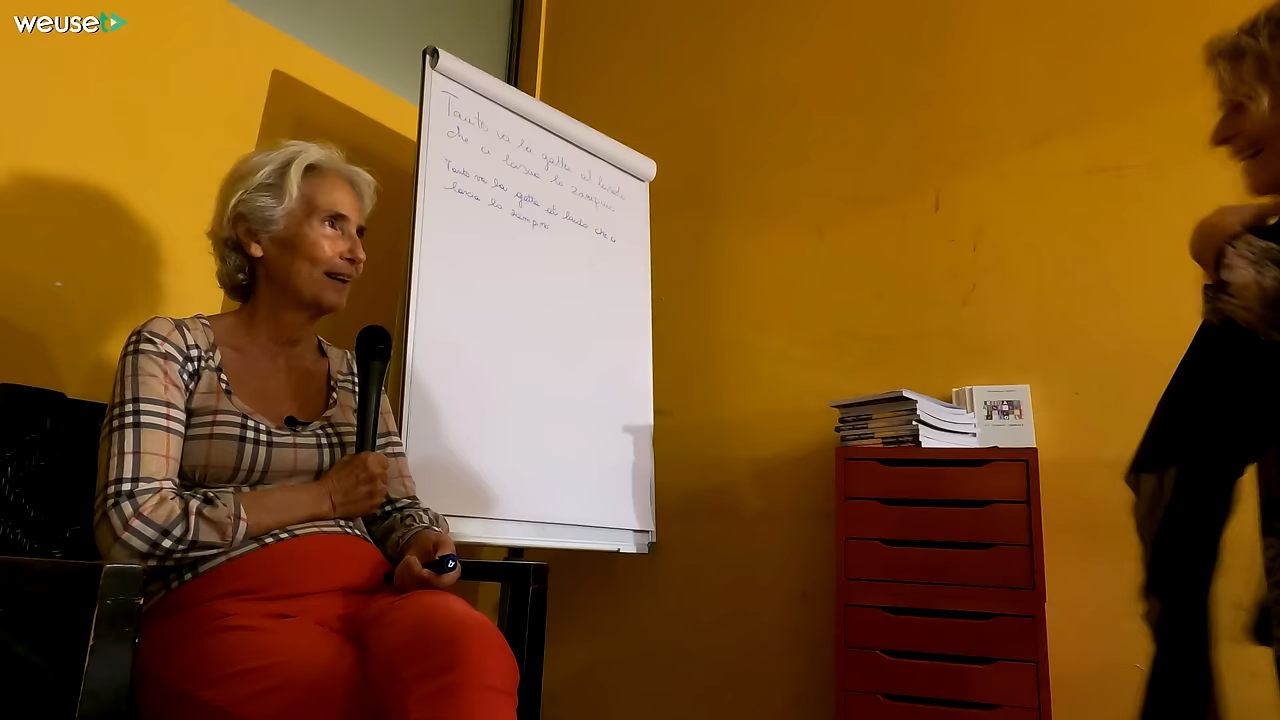 weusetv
Tanto va la gatta al lardo
che ci lascia lo zampino
Tanto va la gatta al lardo che ci
lascia lo zampino